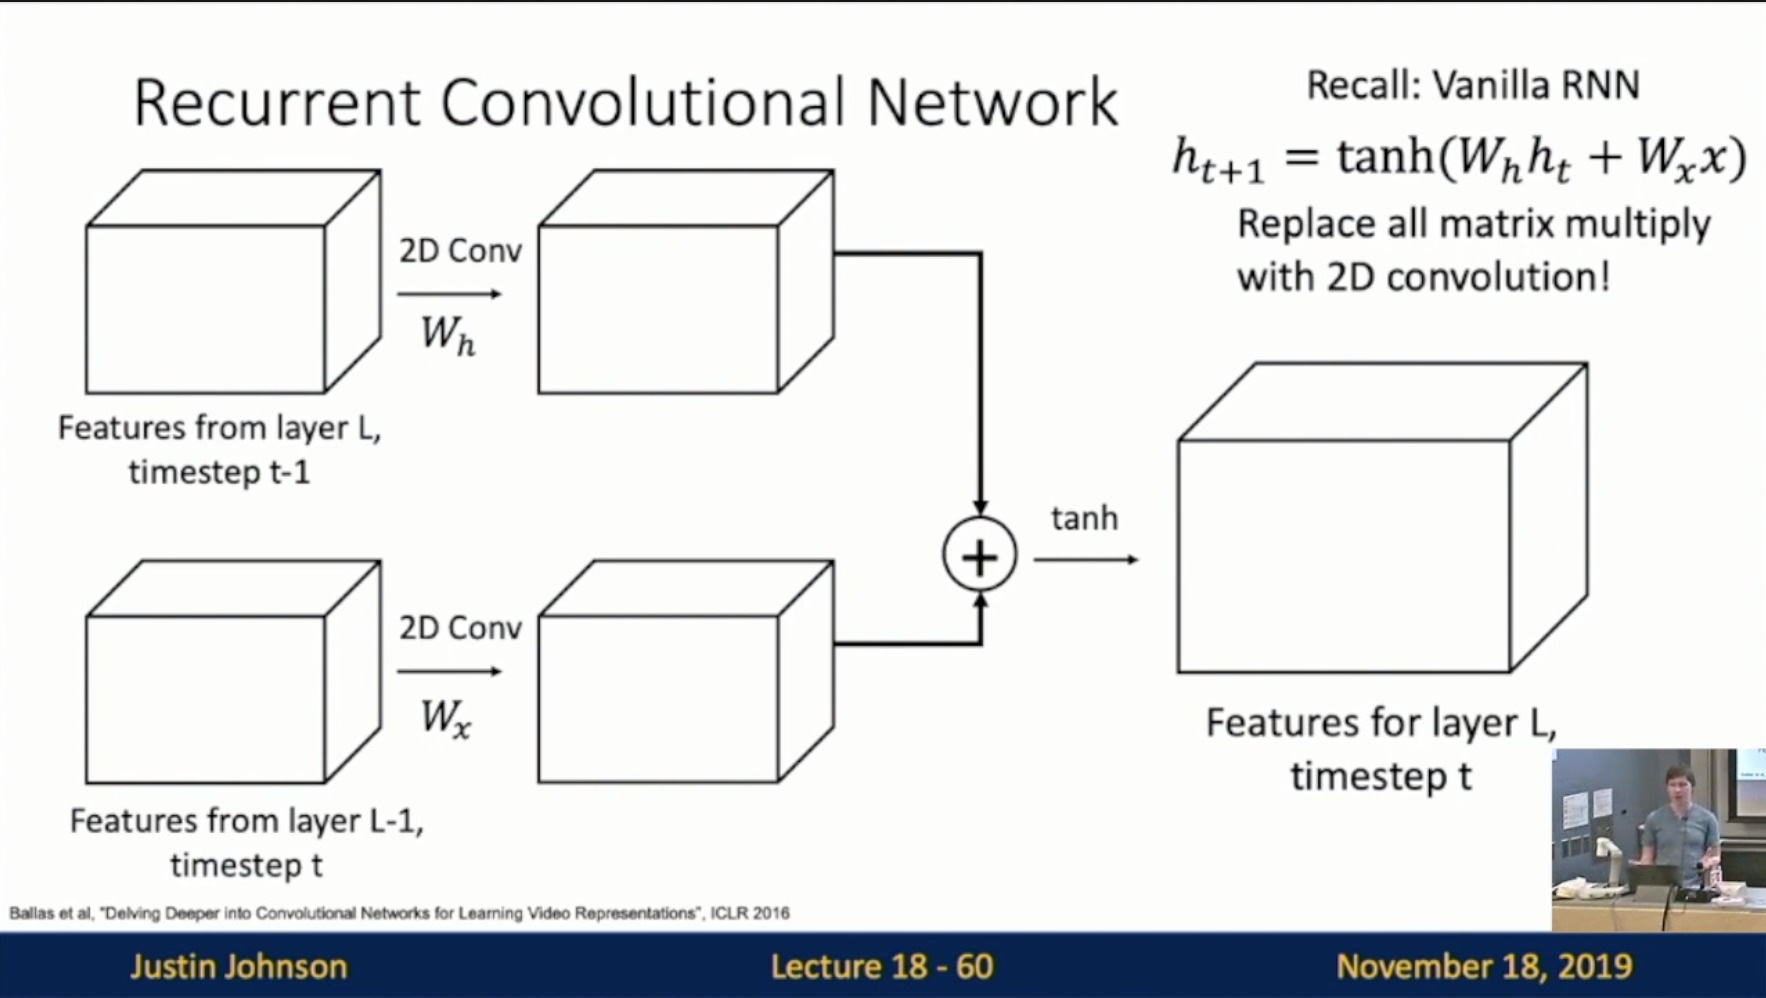 Recurrent Convolutional Network
Recall: Vanilla RNN
h_{t+1} = tanh(W_h h_t + W_x x)
Replace all matrix multiply
with 2D convolution!
2D Conv
W_h
Features from layer L,
timestep t-1
+
tanh
2D Conv
W_x
Features from layer L-1,
timestep t
Features for layer L,
timestep t
Ballas et al, "Delving Deeper into Convolutional Networks for Learning Video Representations", ICLR 2016
Justin Johnson
Lecture 18 - 60
November 18, 2019